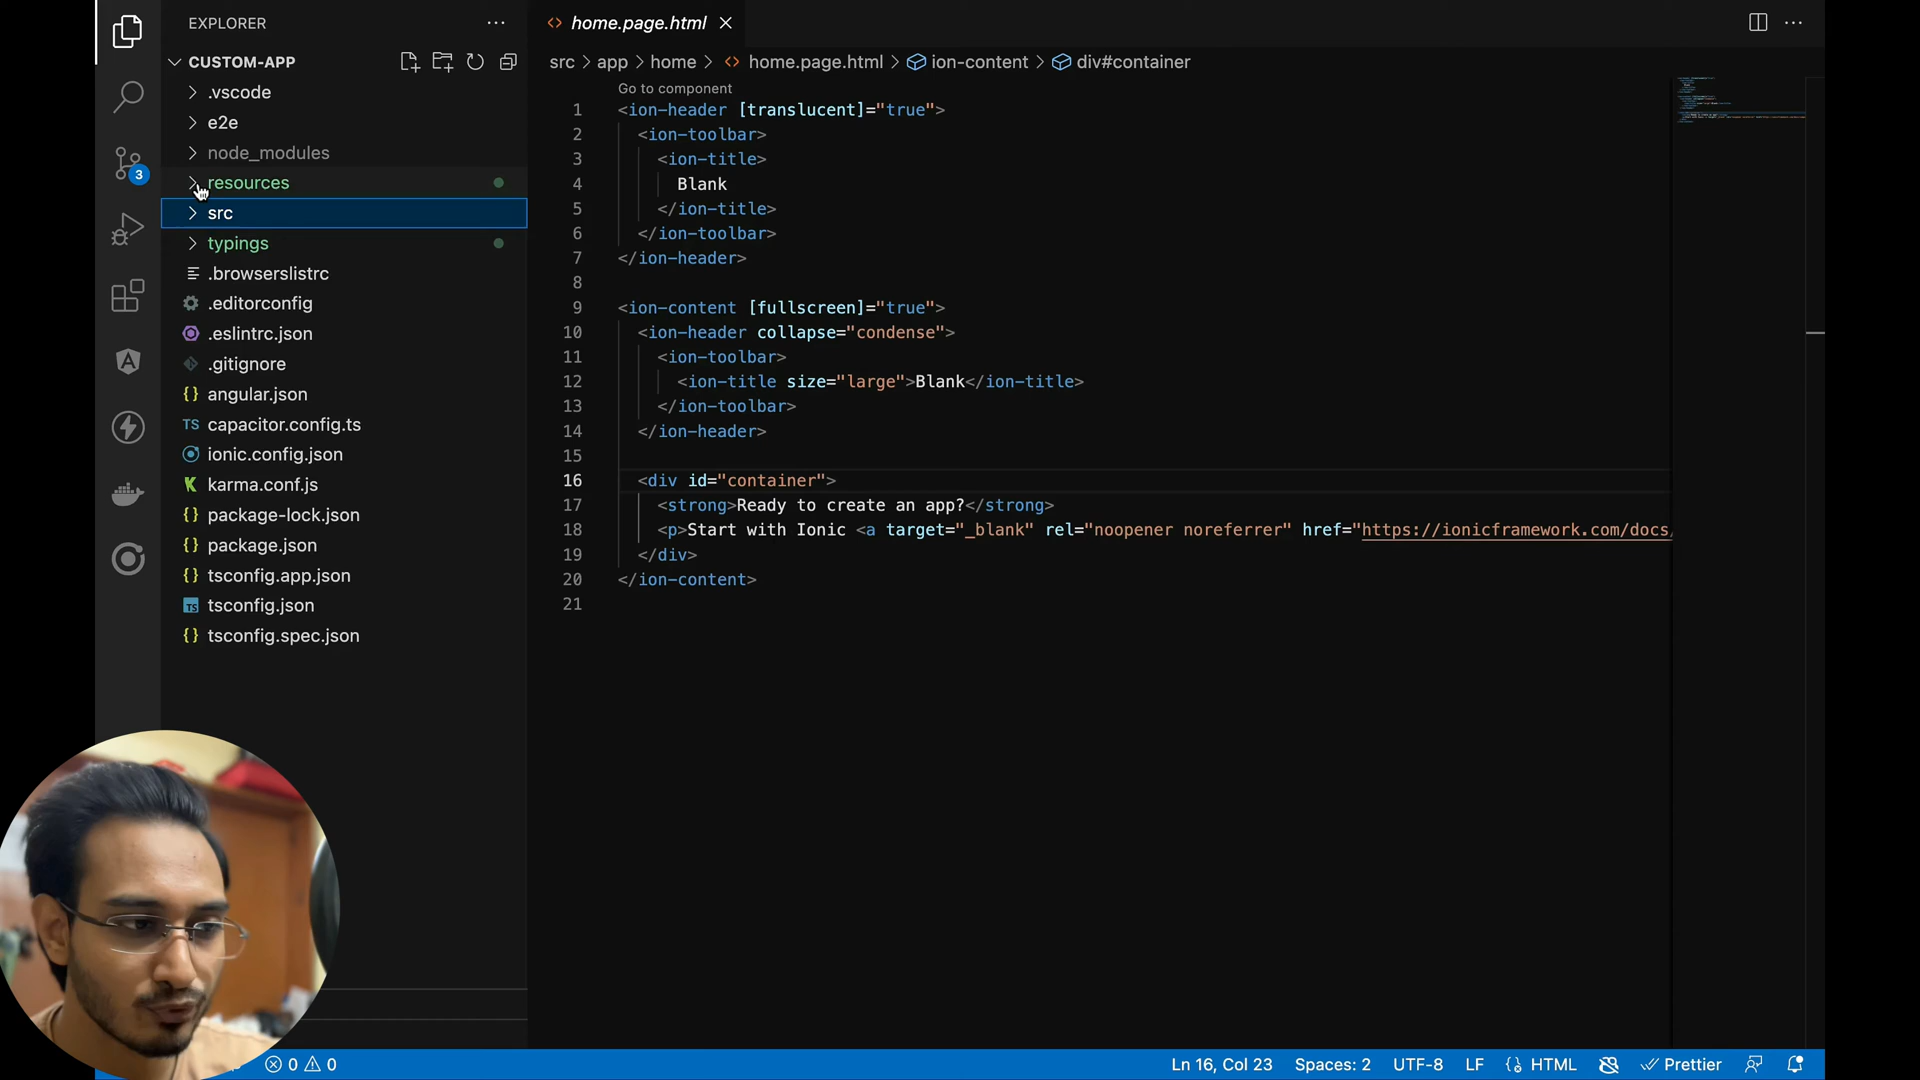 EXPLORER
home.page.html
CUSTOM-APP
src > app > home > home.page.html > ion-content > div#container
.vscode
e2e
node_modules
3
resources
src
typings
.browserslistrc
.editorconfig
.eslintrc.json
.gitignore
angular.json
capacitor.config.ts
ionic.config.json
karma.conf.js
package-lock.json
package.json
tsconfig.app.json
tsconfig.json
tsconfig.spec.json
Go to component
1 <ion-header [translucent]="true">
2 <ion-toolbar>
3 <ion-title>
4 Blank
5 </ion-title>
6 </ion-toolbar>
7 </ion-header>
8
9 <ion-content [fullscreen]="true">
10 <ion-header collapse="condense">
11 <ion-toolbar>
12 <ion-title size="large">Blank</ion-title>
13 </ion-toolbar>
14 </ion-header>
15
16 <div id="container">
17 <strong>Ready to create an app?</strong>
18 <p>Start with Ionic <a target="_blank" rel="noopener noreferrer" href="https://ionicframework.com/docs/
19 </div>
20 </ion-content>
21
0 0
Ln 16, Col 23
Spaces: 2
UTF-8
LF
HTML
Prettier